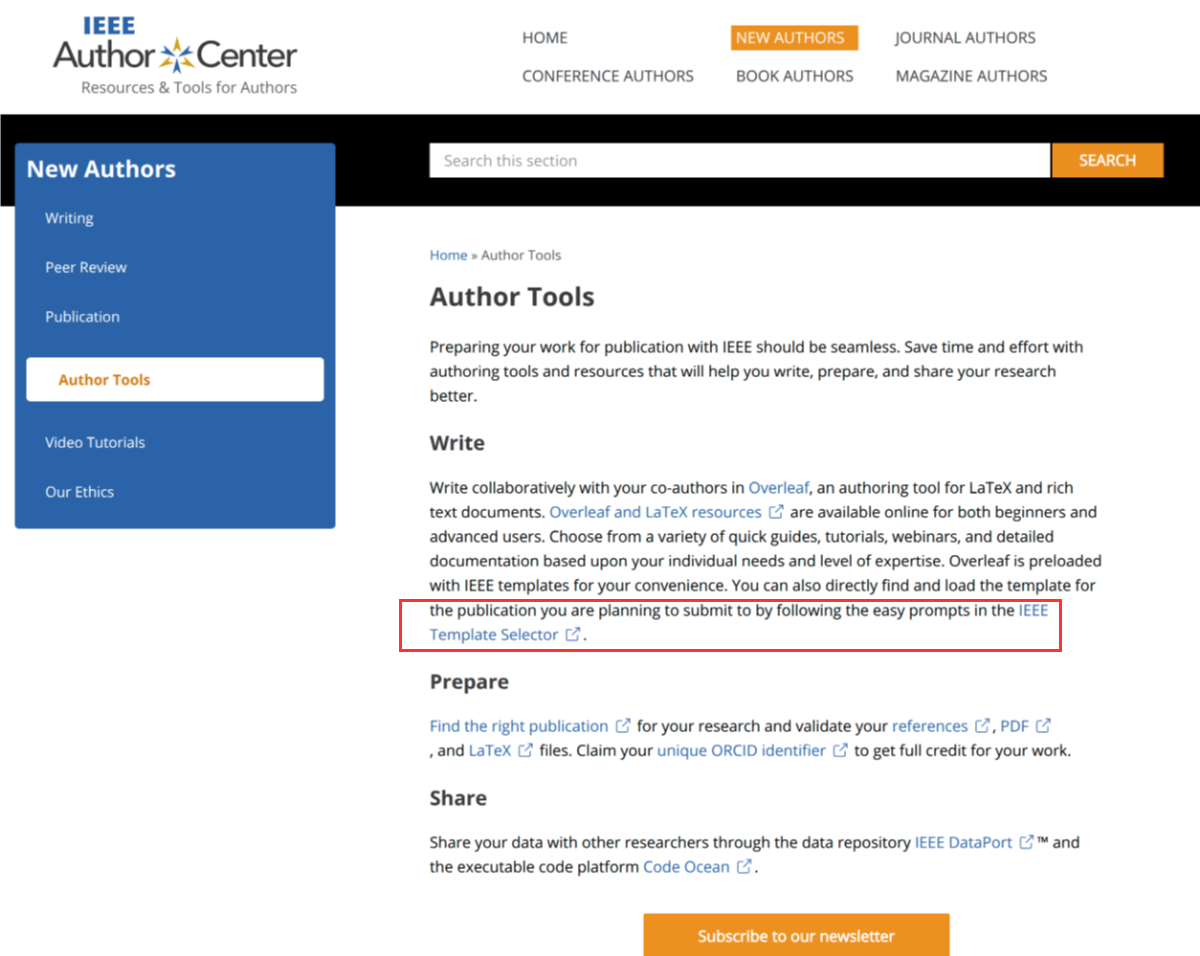 IEEE
Author Center
Resources & Tools for Authors
HOME
NEW AUTHORS
JOURNAL AUTHORS
CONFERENCE AUTHORS
BOOK AUTHORS
MAGAZINE AUTHORS
New Authors
Writing
Peer Review
Publication
Author Tools
Video Tutorials
Our Ethics
Search this section
SEARCH
Home » Author Tools
Author Tools
Preparing your work for publication with IEEE should be seamless. Save time and effort with
authoring tools and resources that will help you write, prepare, and share your research
better.
Write
Write collaboratively with your co-authors in Overleaf, an authoring tool for LaTeX and rich
text documents. Overleaf and LaTeX resources are available online for both beginners and
advanced users. Choose from a variety of quick guides, tutorials, webinars, and detailed
documentation based upon your individual needs and level of expertise. Overleaf is preloaded
with IEEE templates for your convenience. You can also directly find and load the template for
the publication you are planning to submit to by following the easy prompts in the IEEE
Template Selector .
Prepare
Find the right publication for your research and validate your references , PDF
, and LaTeX files. Claim your unique ORCID identifier to get full credit for your work.
Share
Share your data with other researchers through the data repository IEEE DataPort ™ and
the executable code platform Code Ocean .
Subscribe to our newsletter